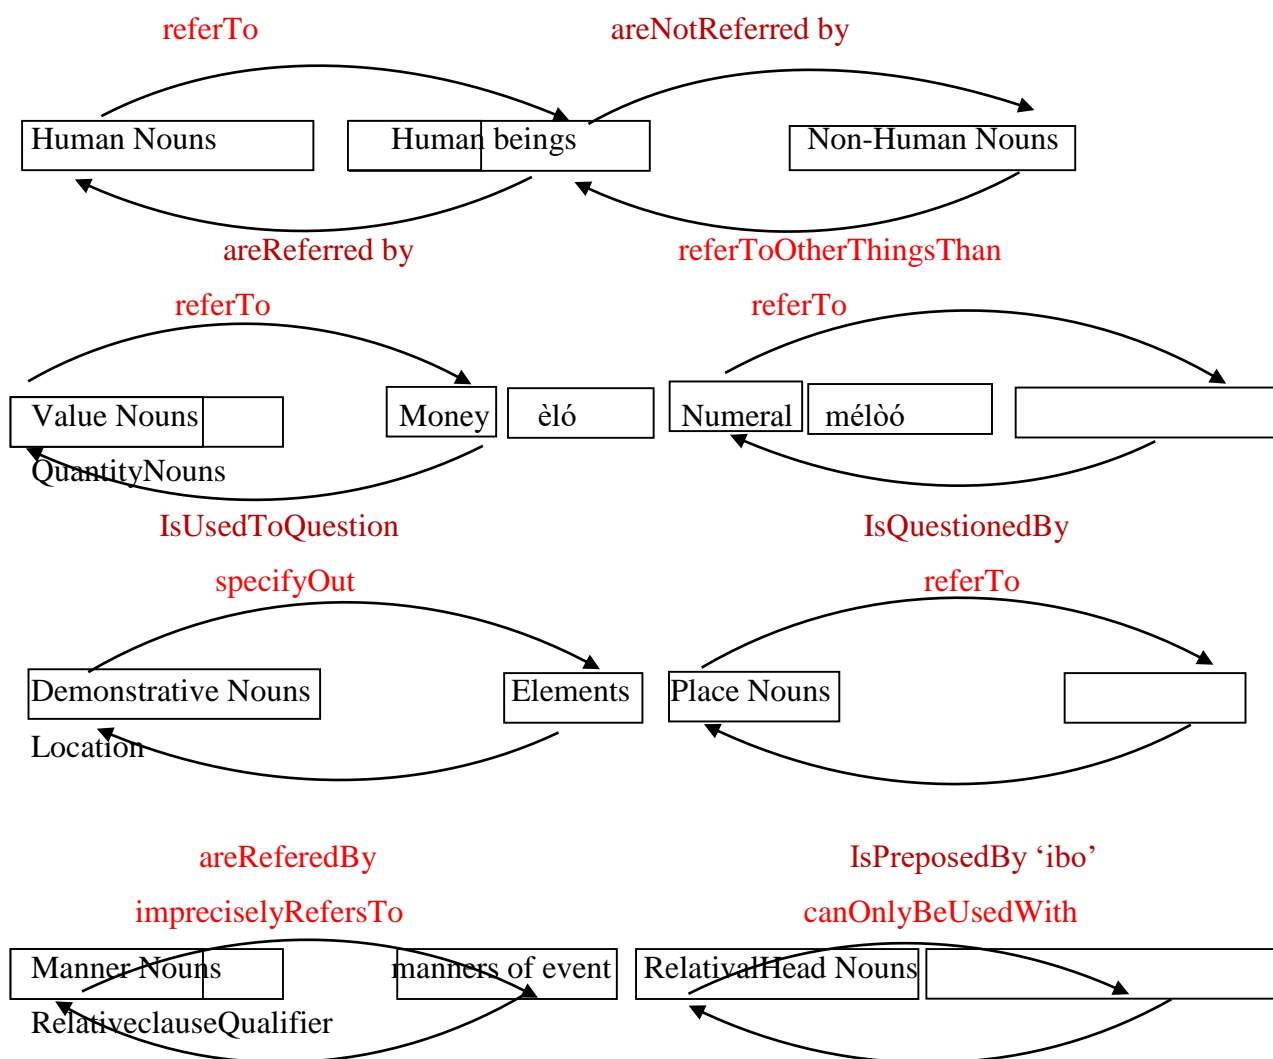 referTo areNotReferred by
Human Nouns Human beings Non-Human Nouns
areReferred by referToOtherThingsThan
referTo referTo
Value Nouns Money èló Numeral mélòó
QuantityNouns
IsUsedToQuestion IsQuestionedBy
specifyOut referTo
Demonstrative Nouns Elements Place Nouns
Location
areReferedBy IsPreposedBy ‘ibo’
impreciselyRefersTo canOnlyBeUsedWith
Manner Nouns manners of event RelativalHead Nouns
RelativeclauseQualifier